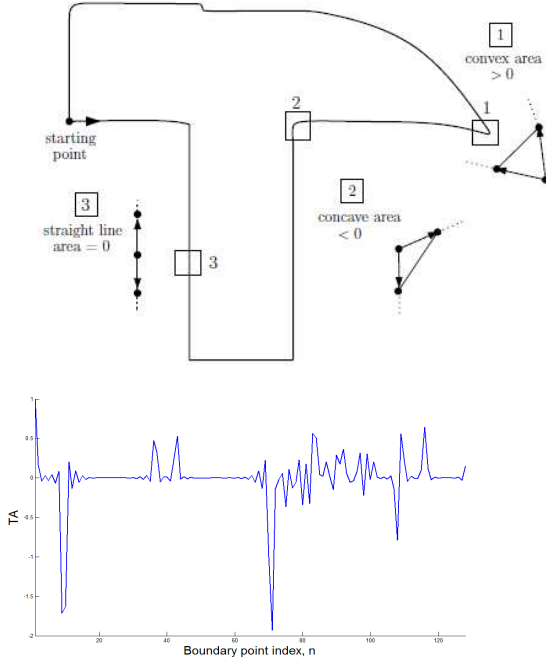 1
convex area
> 0
2
1
starting
point
3
straight line
area = 0
2
concave area
< 0
3
1
0.5
0
-0.5
-1
-1.5
-2
TA
20
40
60
80
100
120
Boundary point index, n